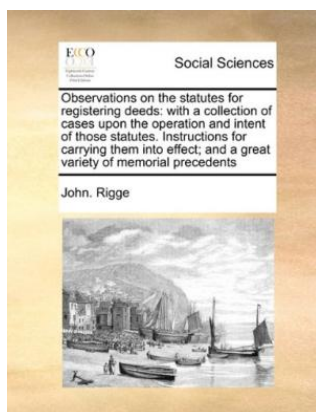 ECCO
Social Sciences
Observations on the statutes for
registering deeds: with a collection of
cases upon the operation and intent
of those statutes. Instructions for
carrying them into effect; and a great
variety of memorial precedents
John. Rigge